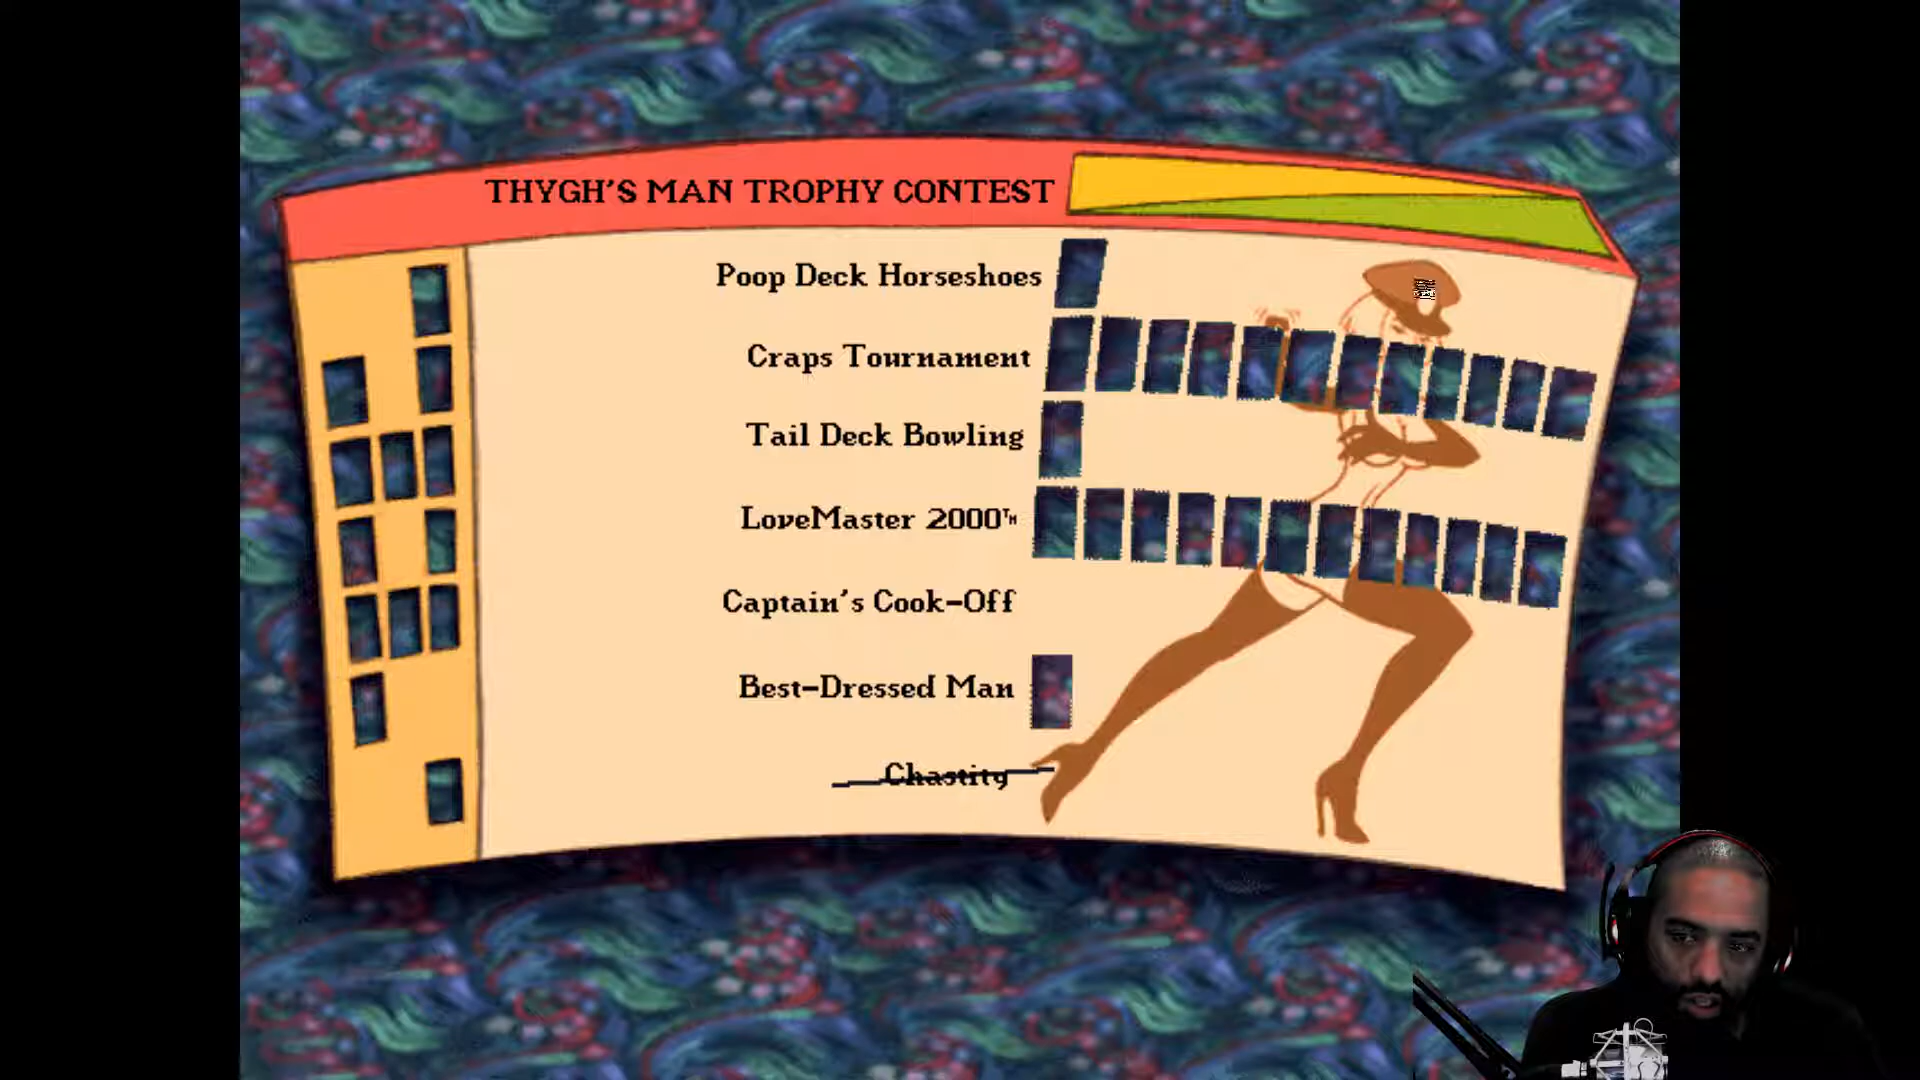 THYGH'S MAN TROPHY CONTEST
Poop Deck Horseshoes
Craps Tournament
Tail Deck Bowling
LoveMaster 2000™
Captain's Cook-Off
Best-Dressed Man
Chastity